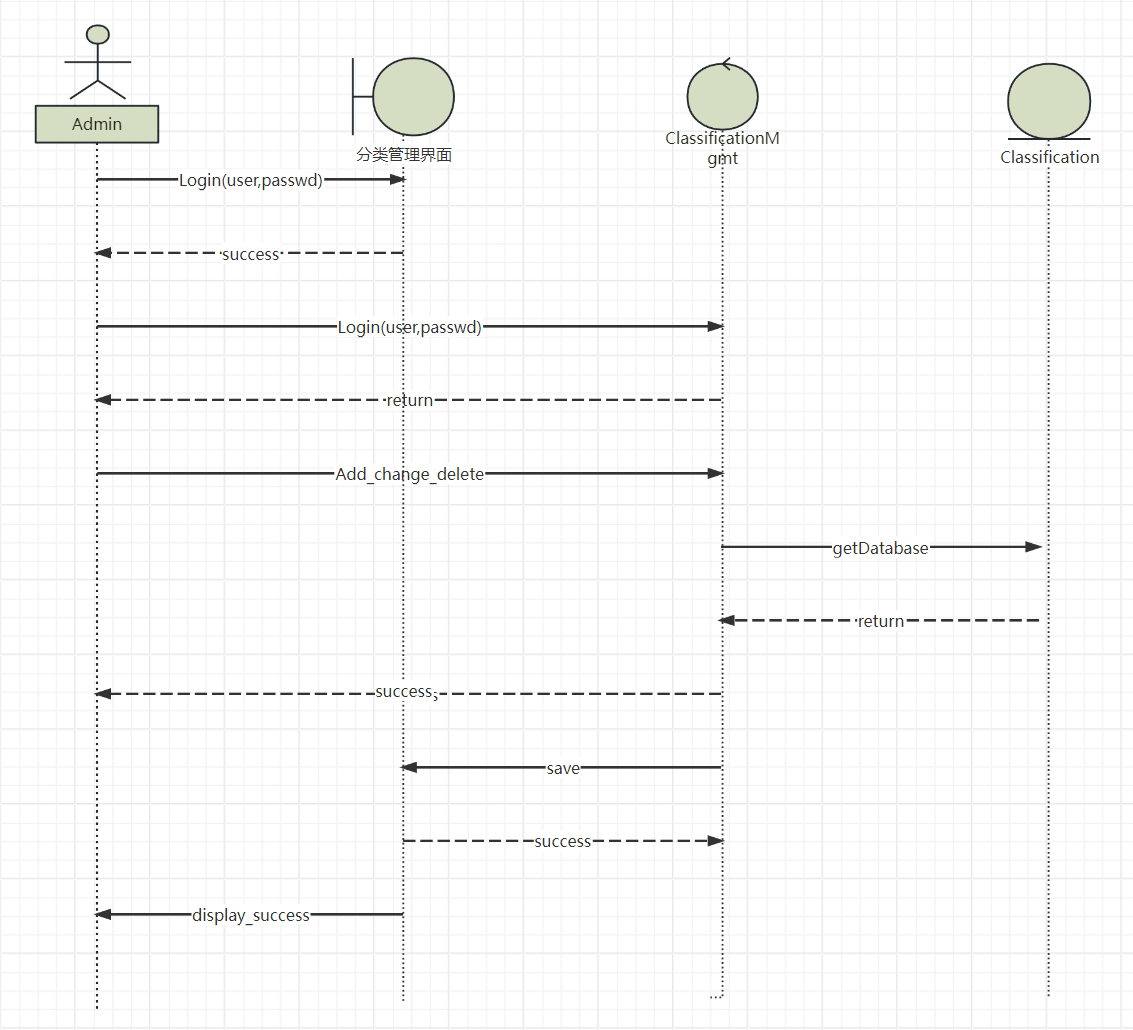 Admin
分类管理界面
ClassificationM
gmt
Classification
Login(user,passwd)
success
Login(user,passwd)
return
Add_change_delete
getDatabase
return
success
save
success
display_success